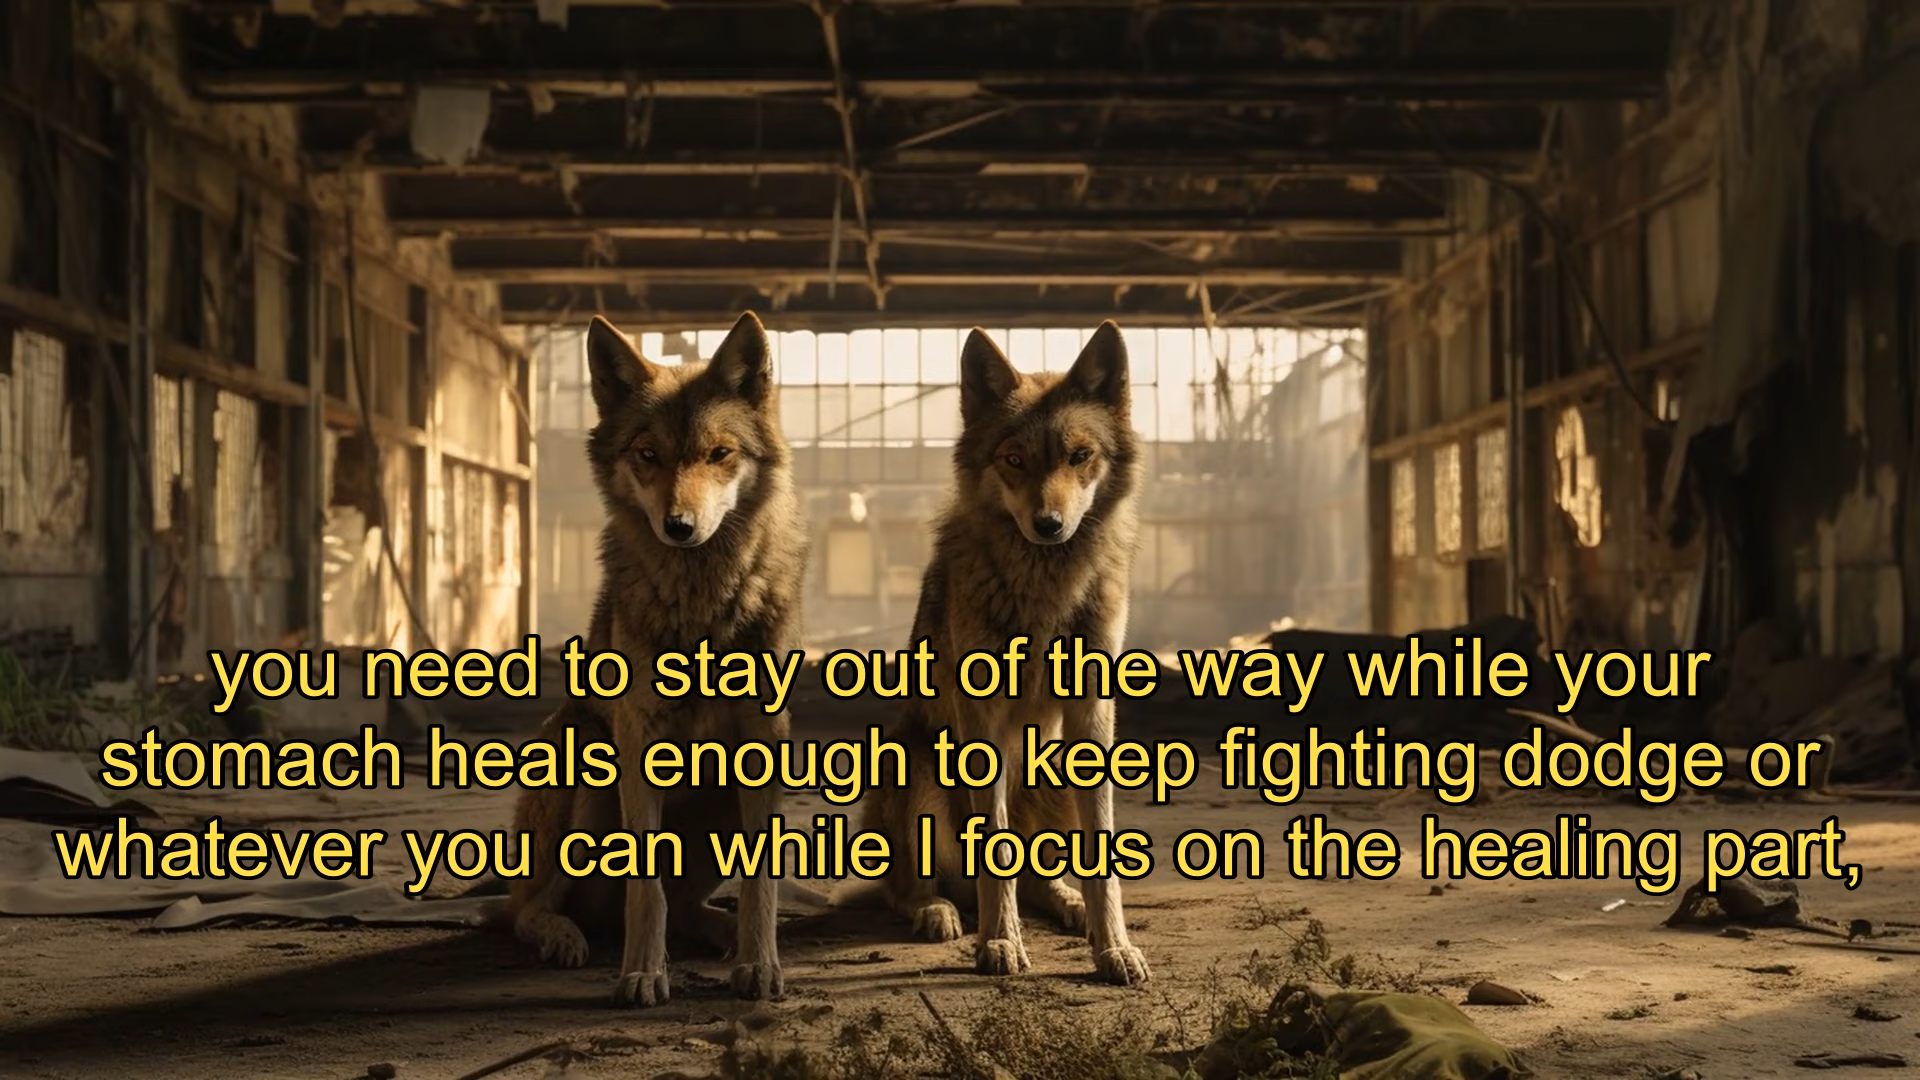 you need to stay out of the way while your
stomach heals enough to keep fighting dodge or
whatever you can while I focus on the healing part,